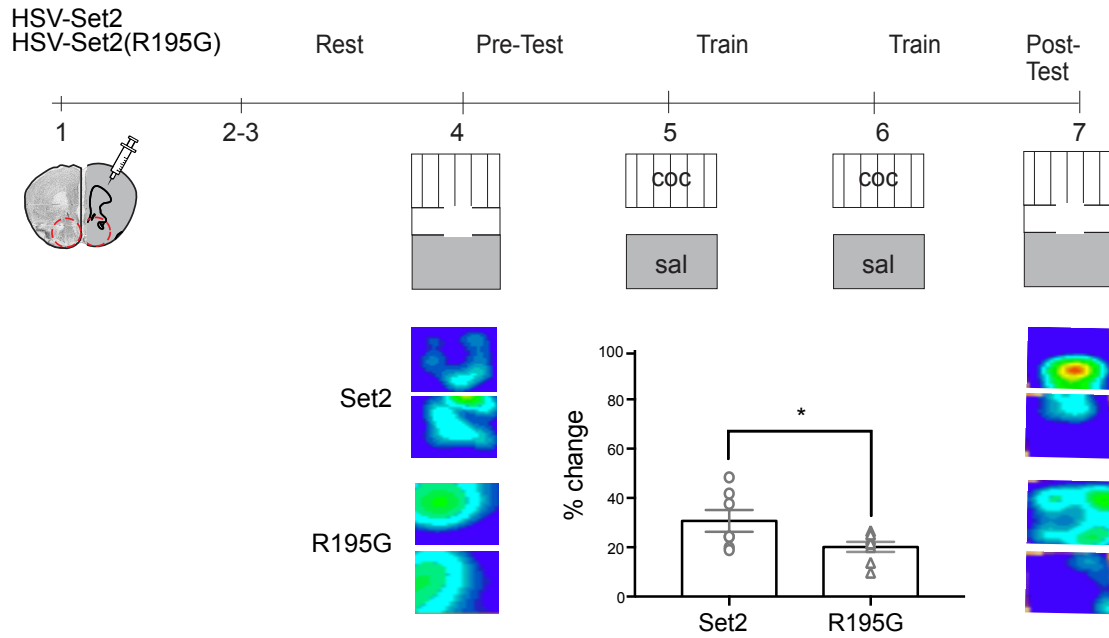 HSV-Set2
HSV-Set2(R195G)
Rest
Pre-Test
Train
Train
Post-
Test
1
2-3
4
5
6
7
coc
coc
sal
sal
Set2
R195G
% change
100
80
60
40
20
0
*
Set2
R195G